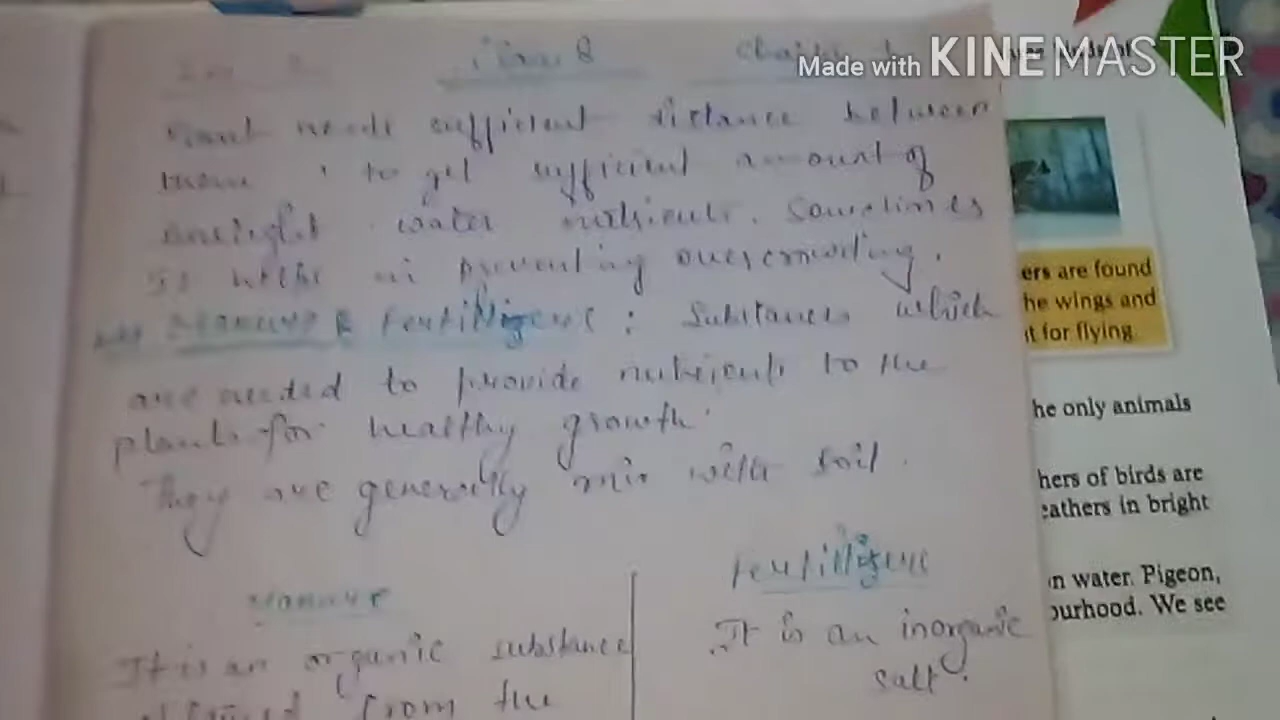 Class 8 Chapter
Made with KINEMASTER
Plant needs sufficient distance between
them to get sufficient amount of
sunlight water nutrients. Sometimes
it helps in preventing overcrowding.
Manure & Fertilizers : Substances which
are needed to provide nutrients to the
plants for healthy growth.
They are generally mix with soil.
Manure
It is an organic substance
from the
Fertilizers
It is an inorganic
salt.
ers are found
he wings and
it for flying
he only animals
hers of birds are
eathers in bright
n water. Pigeon,
ourhood. We see